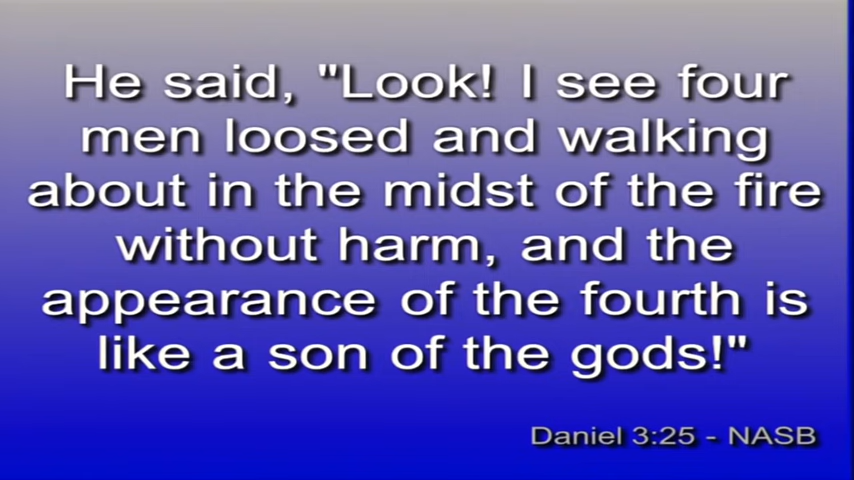 He said, "Look! I see four
men loosed and walking
about in the midst of the fire
without harm, and the
appearance of the fourth is
like a son of the gods!"
Daniel 3:25 - NASB